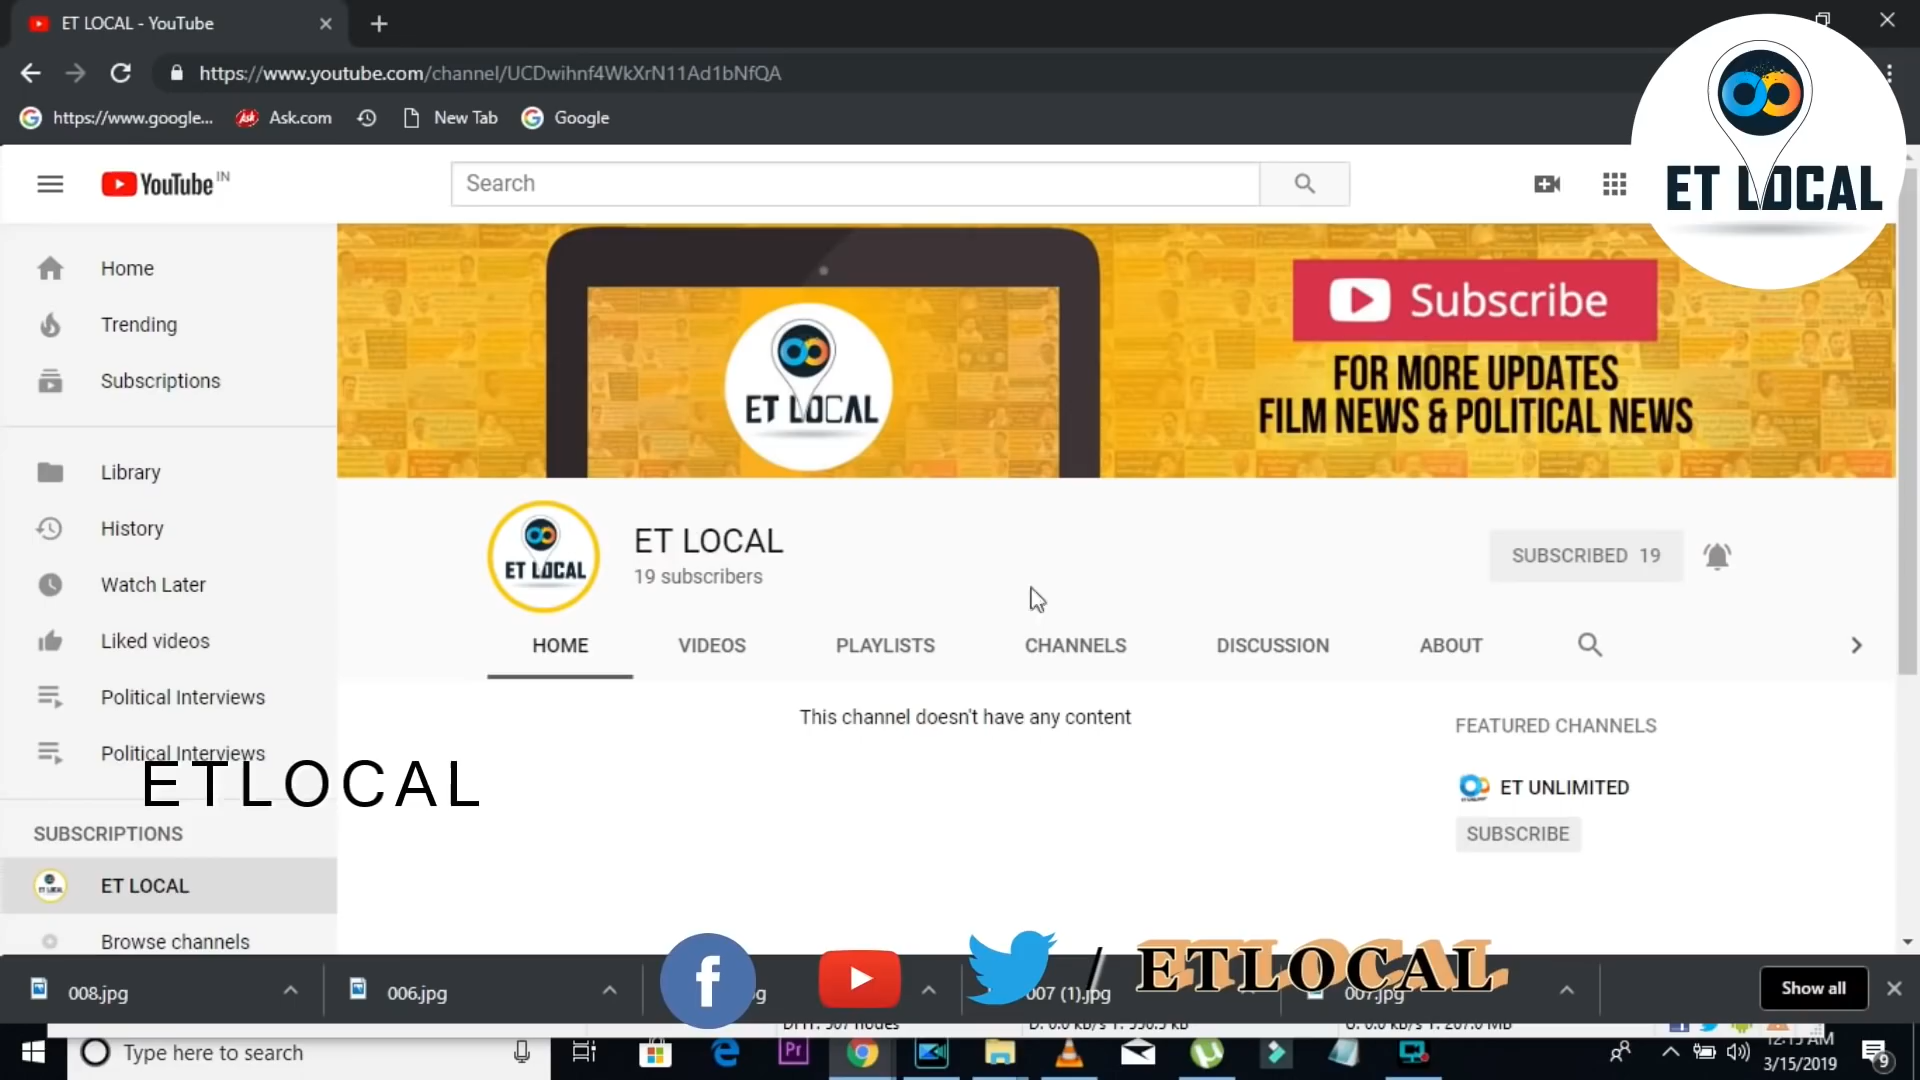 ET LOCAL - YouTube
https://www.youtube.com/channel/UCDwihnf4WkXrN11Ad1bNfQA
https://www.google...
Ask.com
New Tab
Google
ET LOCAL
YouTube IN
Search
Home
Trending
Subscriptions
Library
History
Watch Later
Liked videos
Political Interviews
Political Interviews
ETLOCAL
SUBSCRIPTIONS
ET LOCAL
Browse channels
ET LOCAL
Subscribe
FOR MORE UPDATES
FILM NEWS & POLITICAL NEWS
ET LOCAL
ET LOCAL
19 subscribers
SUBSCRIBED 19
HOME
VIDEOS
PLAYLISTS
CHANNELS
DISCUSSION
ABOUT
This channel doesn't have any content
FEATURED CHANNELS
ET UNLIMITED
SUBSCRIBE
008.jpg
006.jpg
007 (1).jpg
007.jpg
/ ETLOCAL
Show all
Type here to search
Pr
12:15 AM
3/15/2019
9